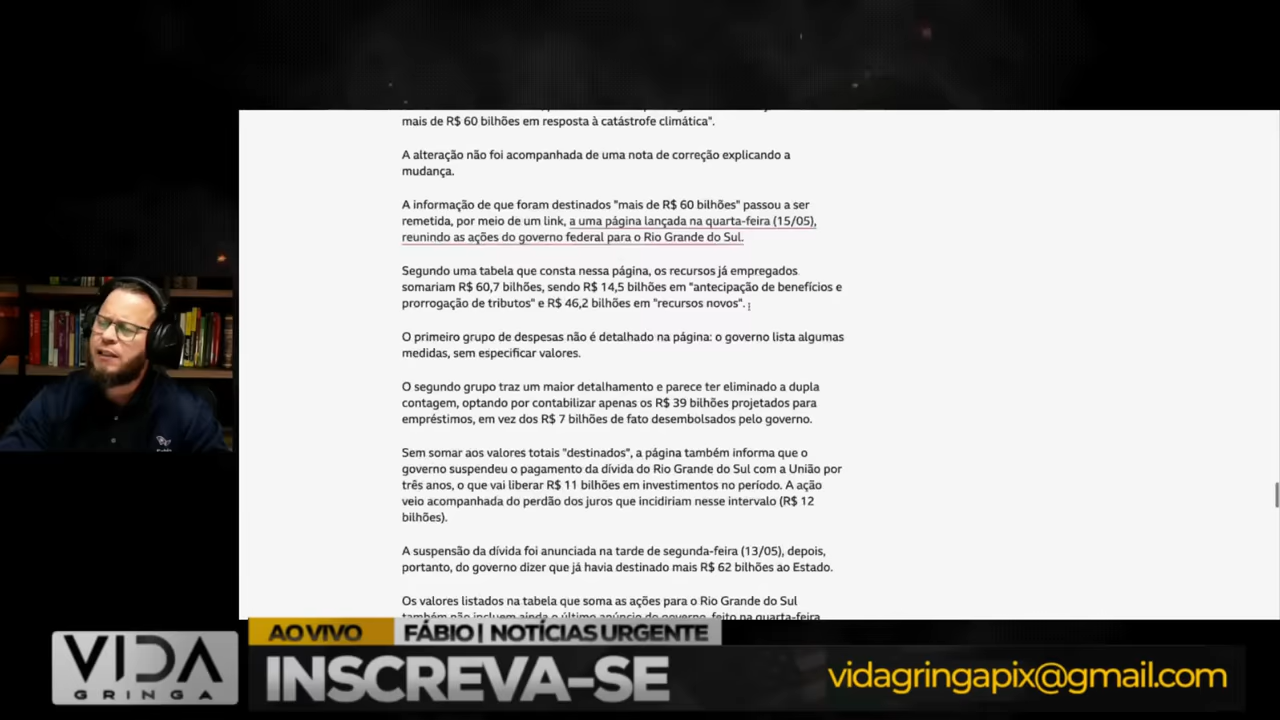 mais de R$ 60 bilhões em resposta à catástrofe climática".
A alteração não foi acompanhada de uma nota de correção explicando a
mudança.
A informação de que foram destinados "mais de R$ 60 bilhões" passou a ser
remetida, por meio de um link, a uma página lançada na quarta-feira (15/05),
reunindo as ações do governo federal para o Rio Grande do Sul.
Segundo uma tabela que consta nessa página, os recursos já empregados
somariam R$ 60,7 bilhões, sendo R$ 14,5 bilhões em "antecipação de benefícios e
prorrogação de tributos" e R$ 46,2 bilhões em "recursos novos".
O primeiro grupo de despesas não é detalhado na página: o governo lista algumas
medidas, sem especificar valores.
O segundo grupo traz um maior detalhamento e parece ter eliminado a dupla
contagem, optando por contabilizar apenas os R$ 39 bilhões projetados para
empréstimos, em vez dos R$ 7 bilhões de fato desembolsados pelo governo.
Sem somar aos valores totais "destinados", a página também informa que o
governo suspendeu o pagamento da dívida do Rio Grande do Sul com a União por
três anos, o que vai liberar R$ 11 bilhões em investimentos no período. A ação
veio acompanhada do perdão dos juros que incidiriam nesse intervalo (R$ 12
bilhões).
A suspensão da dívida foi anunciada na tarde de segunda-feira (13/05), depois,
portanto, do governo dizer que já havia destinado mais R$ 62 bilhões ao Estado.
Os valores listados na tabela que soma as ações para o Rio Grande do Sul
também não incluem ainda o último anúncio do governo, feito na quarta-feira
AO VIVO
FÁBIO | NOTÍCIAS URGENTE
VIDA
GRINGA
INSCREVA-SE
vidagringapix@gmail.com